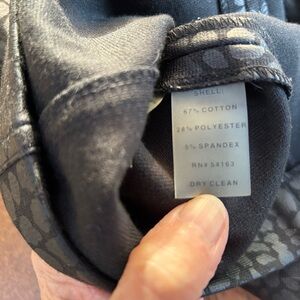 SHELL:
67% COTTON
28% POLYESTER
5% SPANDEX
RN# 54163
DRY CLEAN